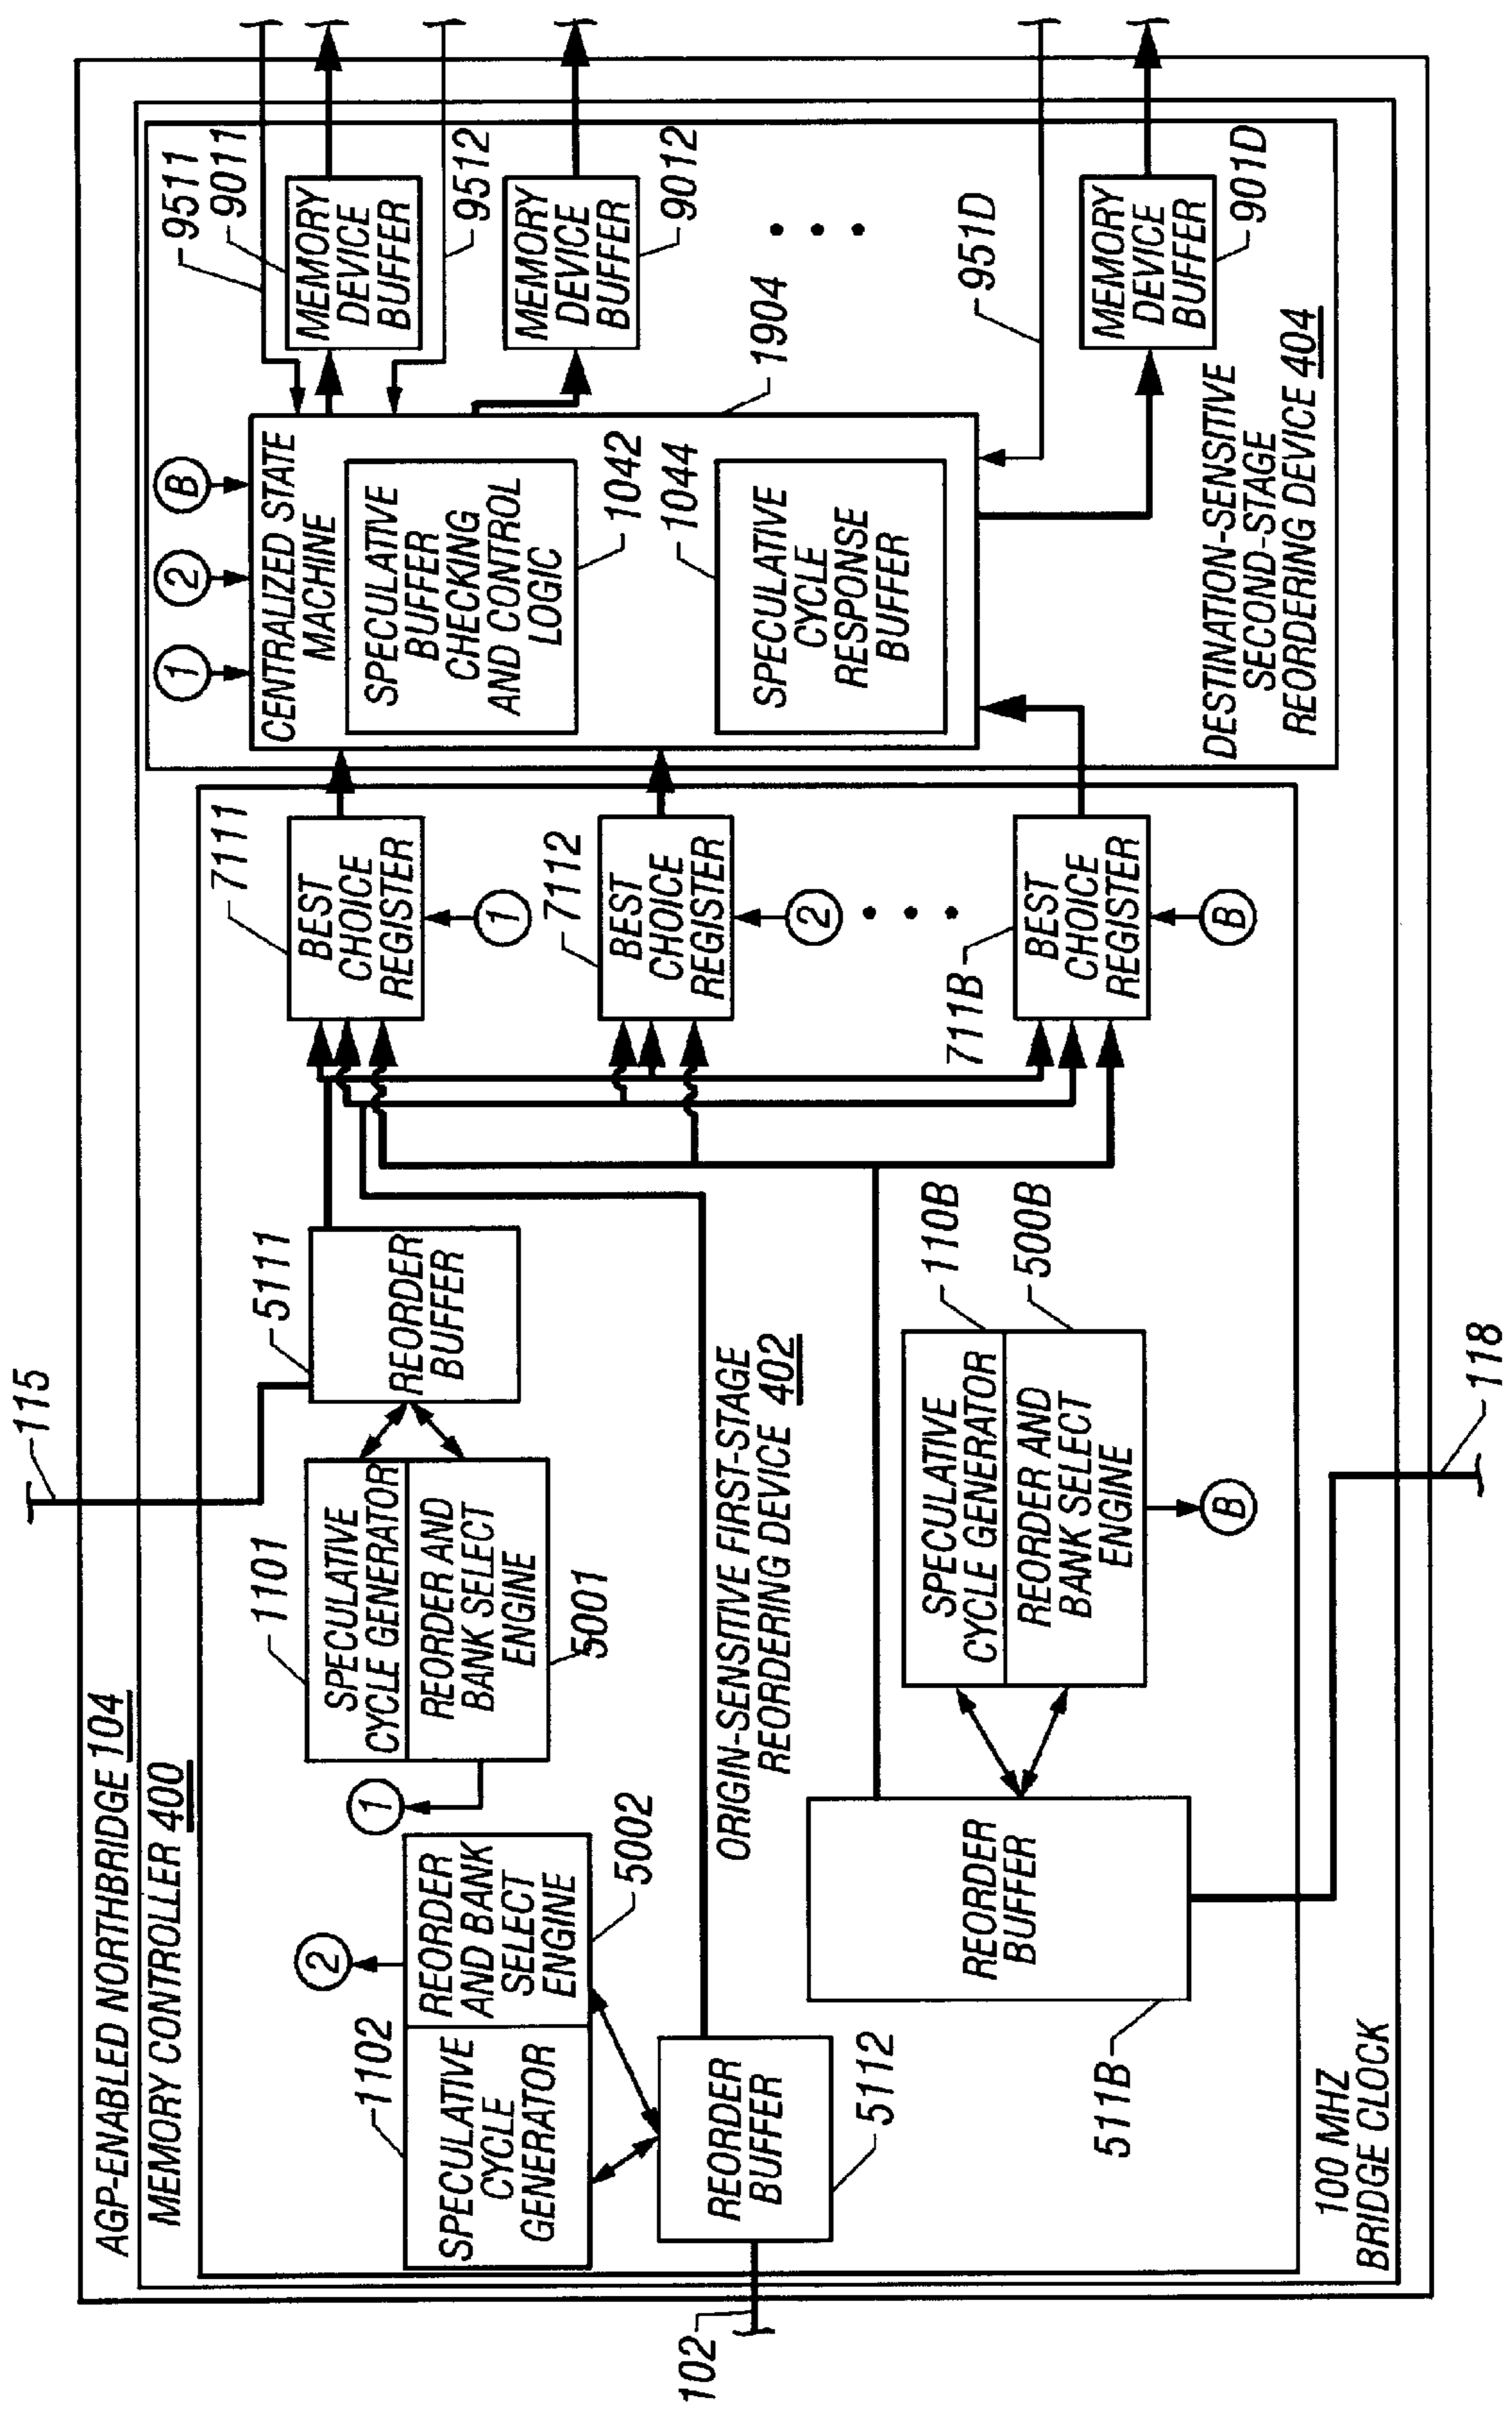 AGP-ENABLED NORTHBRIDGE 104
MEMORY CONTROLLER 400
115
1101
SPECULATIVE
CYCLE GENERATOR
REORDER AND
BANK SELECT
ENGINE
5001
1
5111
REORDER
BUFFER
2
1102
SPECULATIVE
CYCLE
GENERATOR
REORDER
AND BANK
SELECT
ENGINE
5002
102
REORDER
BUFFER
5112
ORIGIN-SENSITIVE FIRST-STAGE
REORDERING DEVICE 402
110B
500B
SPECULATIVE
CYCLE GENERATOR
REORDER AND
BANK SELECT
ENGINE
B
REORDER
BUFFER
511B
118
100 MHZ
BRIDGE CLOCK
7111
BEST
CHOICE
REGISTER
1
7112
BEST
CHOICE
REGISTER
2
711B
BEST
CHOICE
REGISTER
B
1
2
B
CENTRALIZED STATE
MACHINE
SPECULATIVE
BUFFER
CHECKING
AND CONTROL
LOGIC
1042
1044
SPECULATIVE
CYCLE
RESPONSE
BUFFER
1904
9511
9011
MEMORY
DEVICE
BUFFER
9512
MEMORY
DEVICE
BUFFER
9012
951D
MEMORY
DEVICE
BUFFER
901D
DESTINATION-SENSITIVE
SECOND-STAGE
REORDERING DEVICE 404